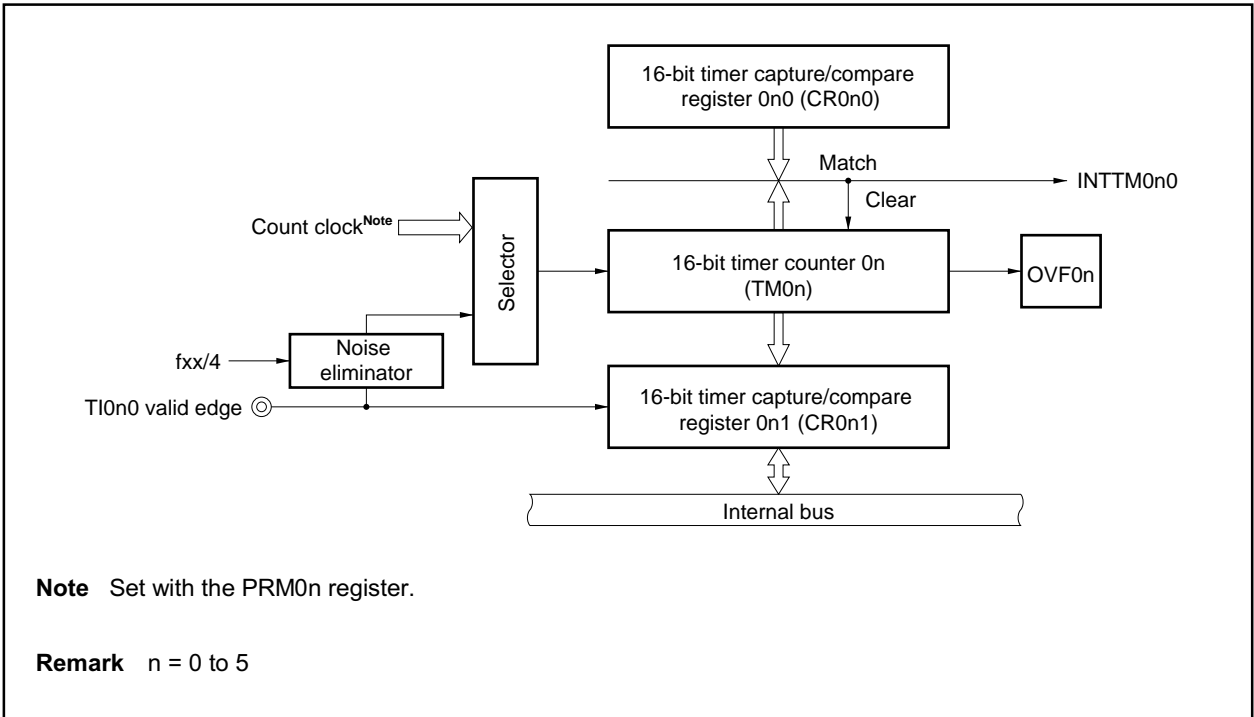 16-bit timer capture/compare
register 0n0 (CR0n0)
Match
INTTM0n0
Clear
Count clockNote
Selector
16-bit timer counter 0n
(TM0n)
OVF0n
fxx/4
Noise
eliminator
TI0n0 valid edge
16-bit timer capture/compare
register 0n1 (CR0n1)
Internal bus
Note Set with the PRM0n register.
Remark n = 0 to 5